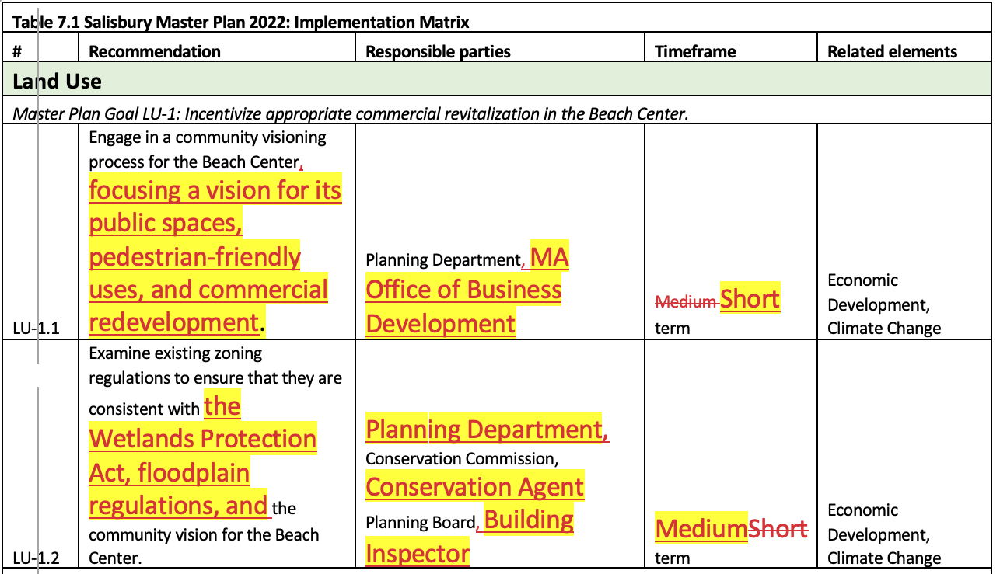 Table 7.1 Salisbury Master Plan 2022: Implementation Matrix
# Recommendation Responsible parties Timeframe Related elements
Land Use
Master Plan Goal LU-1: Incentivize appropriate commercial revitalization in the Beach Center.
LU-1.1
Engage in a community visioning
process for the Beach Center,
focusing a vision for its
public spaces,
pedestrian-friendly
uses, and commercial
redevelopment.
Planning Department, MA
Office of Business
Development
Medium Short
term
Economic
Development,
Climate Change
LU-1.2
Examine existing zoning
regulations to ensure that they are
consistent with the
Wetlands Protection
Act, floodplain
regulations, and the
community vision for the Beach
Center.
Planning Department,
Conservation Commission,
Conservation Agent
Planning Board, Building
Inspector
MediumShort
term
Economic
Development,
Climate Change